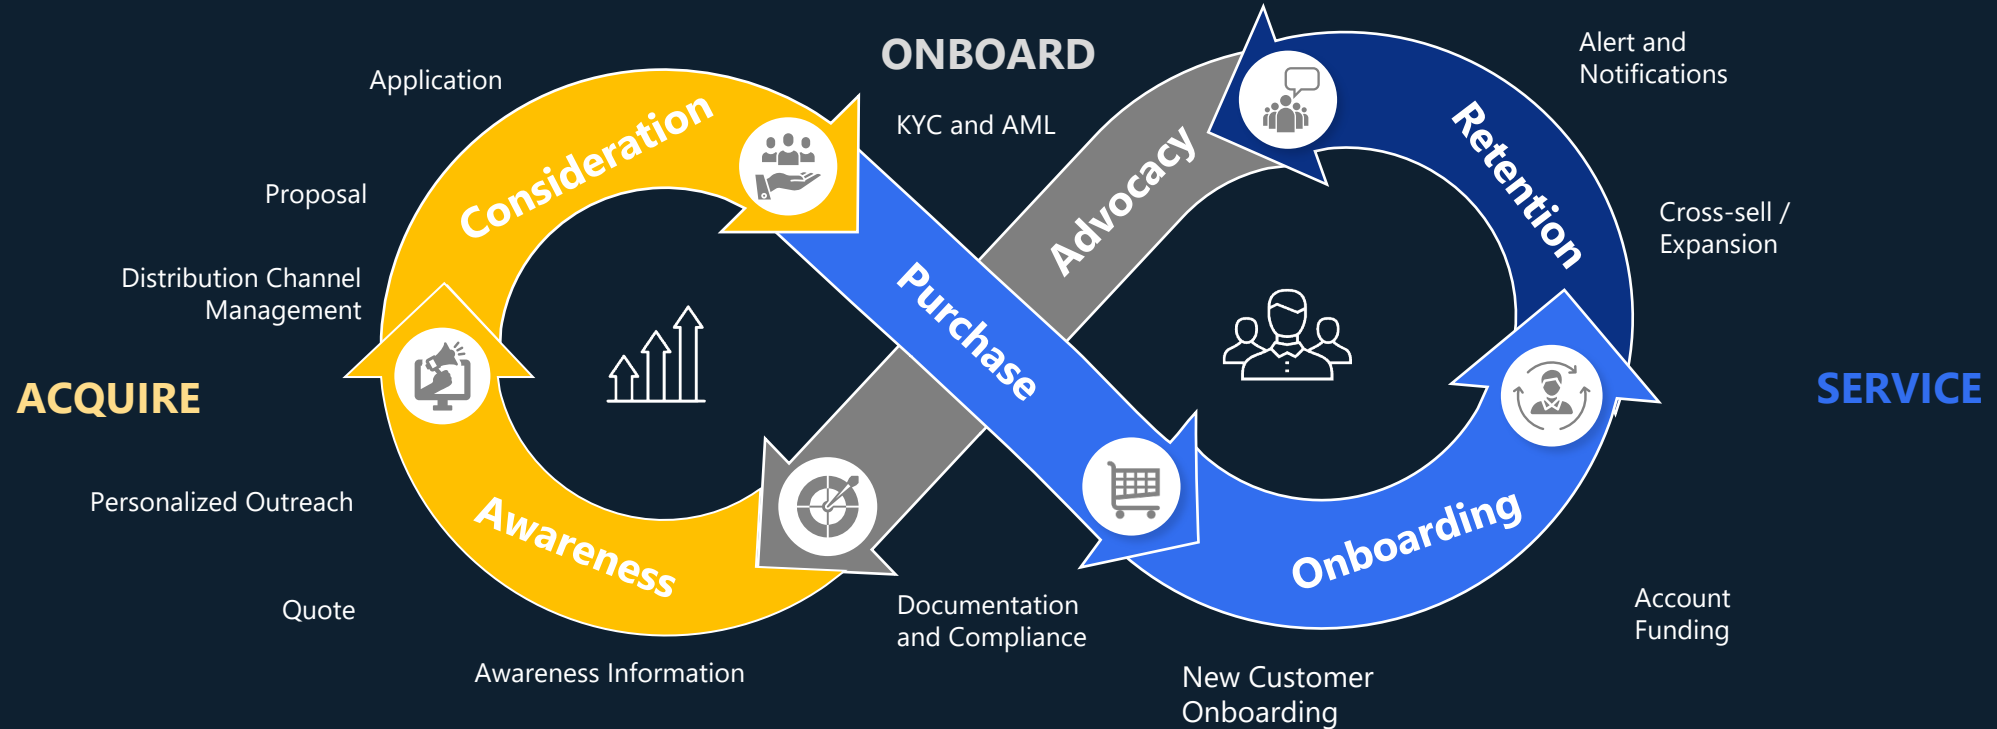 ONBOARD
Alert and
Notifications
Application
KYC and AML
Consideration
Advocacy
Retention
Proposal
Cross-sell /
Expansion
Distribution Channel
Management
Purchase
ACQUIRE
SERVICE
Personalized Outreach
Awareness
Onboarding
Quote
Documentation
and Compliance
Account
Funding
Awareness Information
New Customer
Onboarding